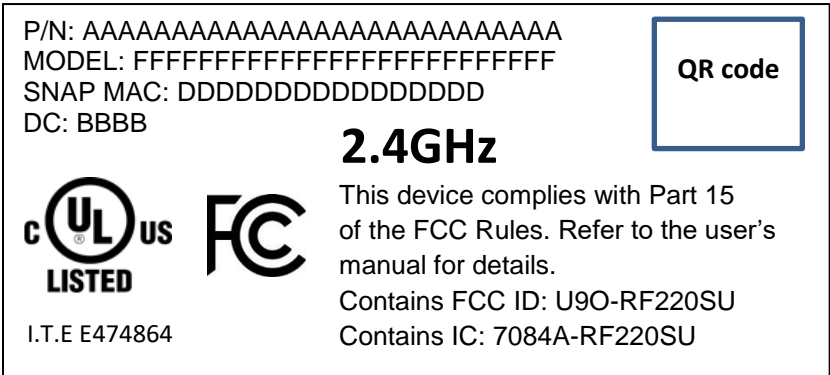 P/N: AAAAAAAAAAAAAAAAAAAAAAAAAAA
MODEL: FFFFFFFFFFFFFFFFFFFFFFFFFF
SNAP MAC: DDDDDDDDDDDDDDDD
DC: BBBB
QR code
2.4GHz
C UL ® US
LISTED
I.T.E E474864
FC
This device complies with Part 15
of the FCC Rules. Refer to the user’s
manual for details.
Contains FCC ID: U9O-RF220SU
Contains IC: 7084A-RF220SU